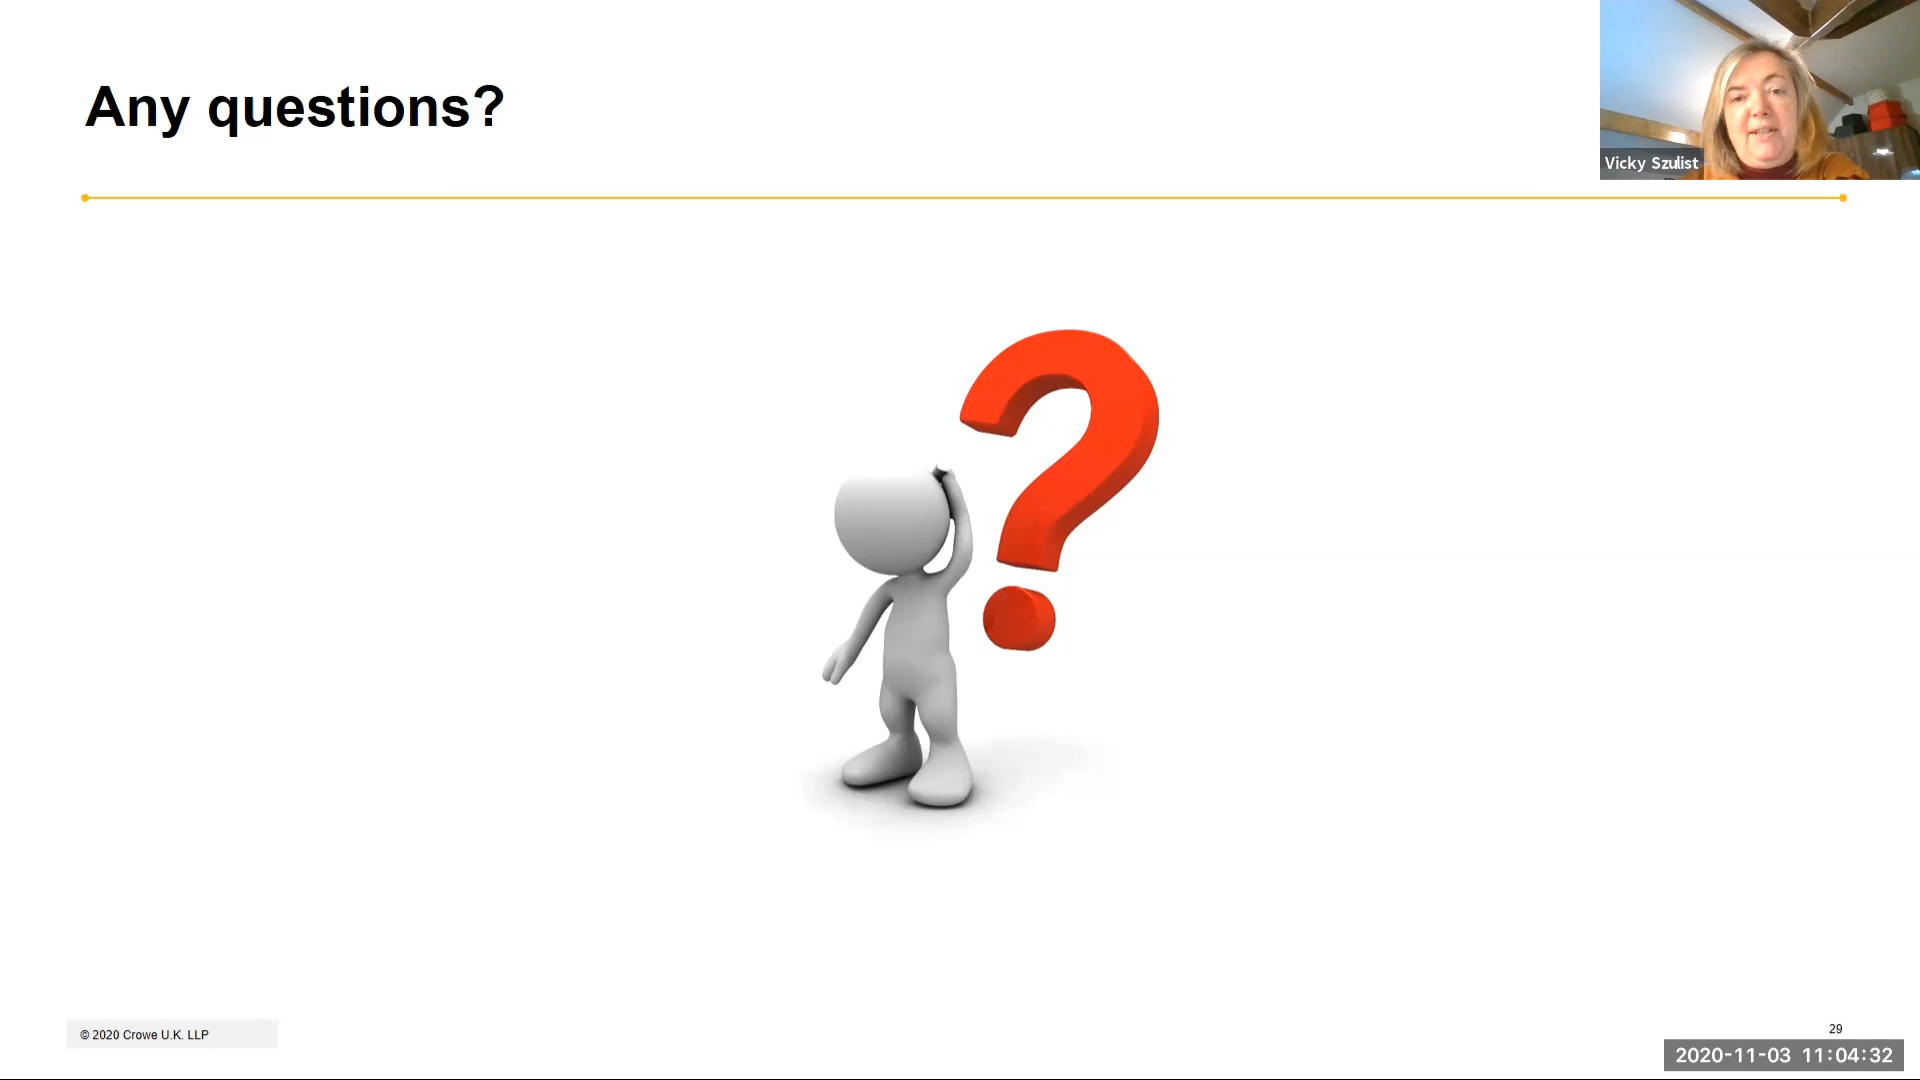 Any questions?
Vicky Szulist
© 2020 Crowe U.K. LLP
29
2020-11-03 11:04:32